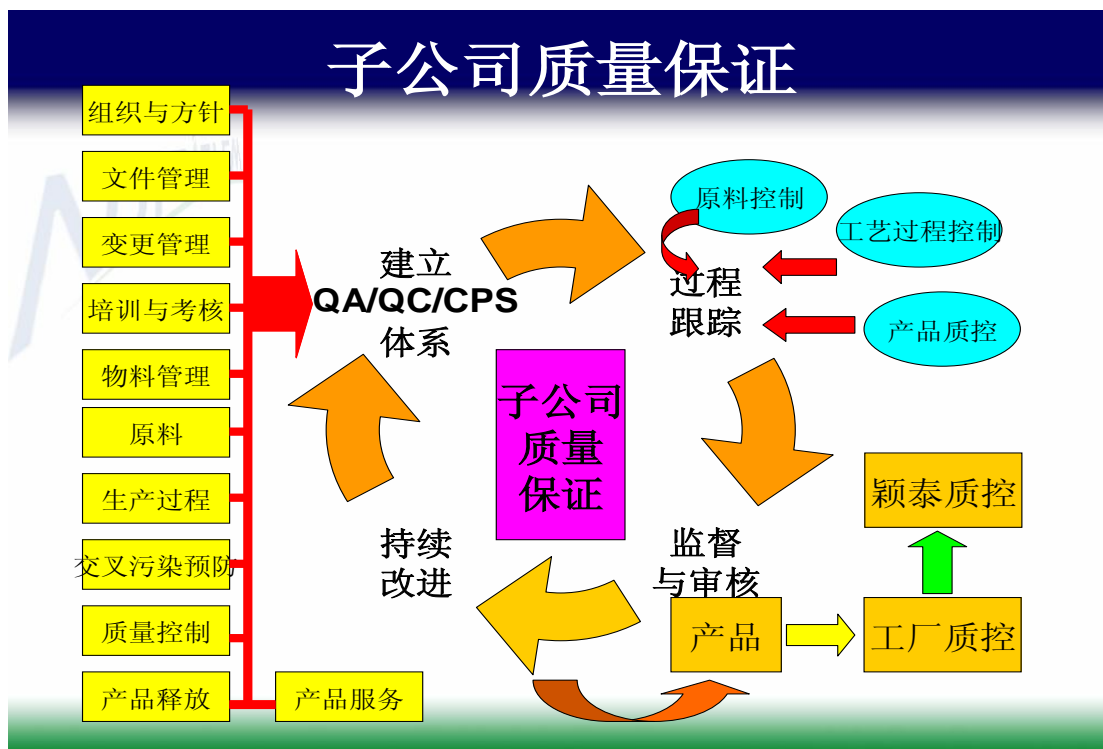 子公司质量保证
组织与方针
文件管理
变更管理
培训与考核
物料管理
原料
生产过程
交叉污染预防
质量控制
产品释放
产品服务
建立
QA/QC/CPS
体系
原料控制
工艺过程控制
产品质控
过程
跟踪
子公司
质量
保证
持续
改进
监督
与审核
颖泰质控
产品
工厂质控